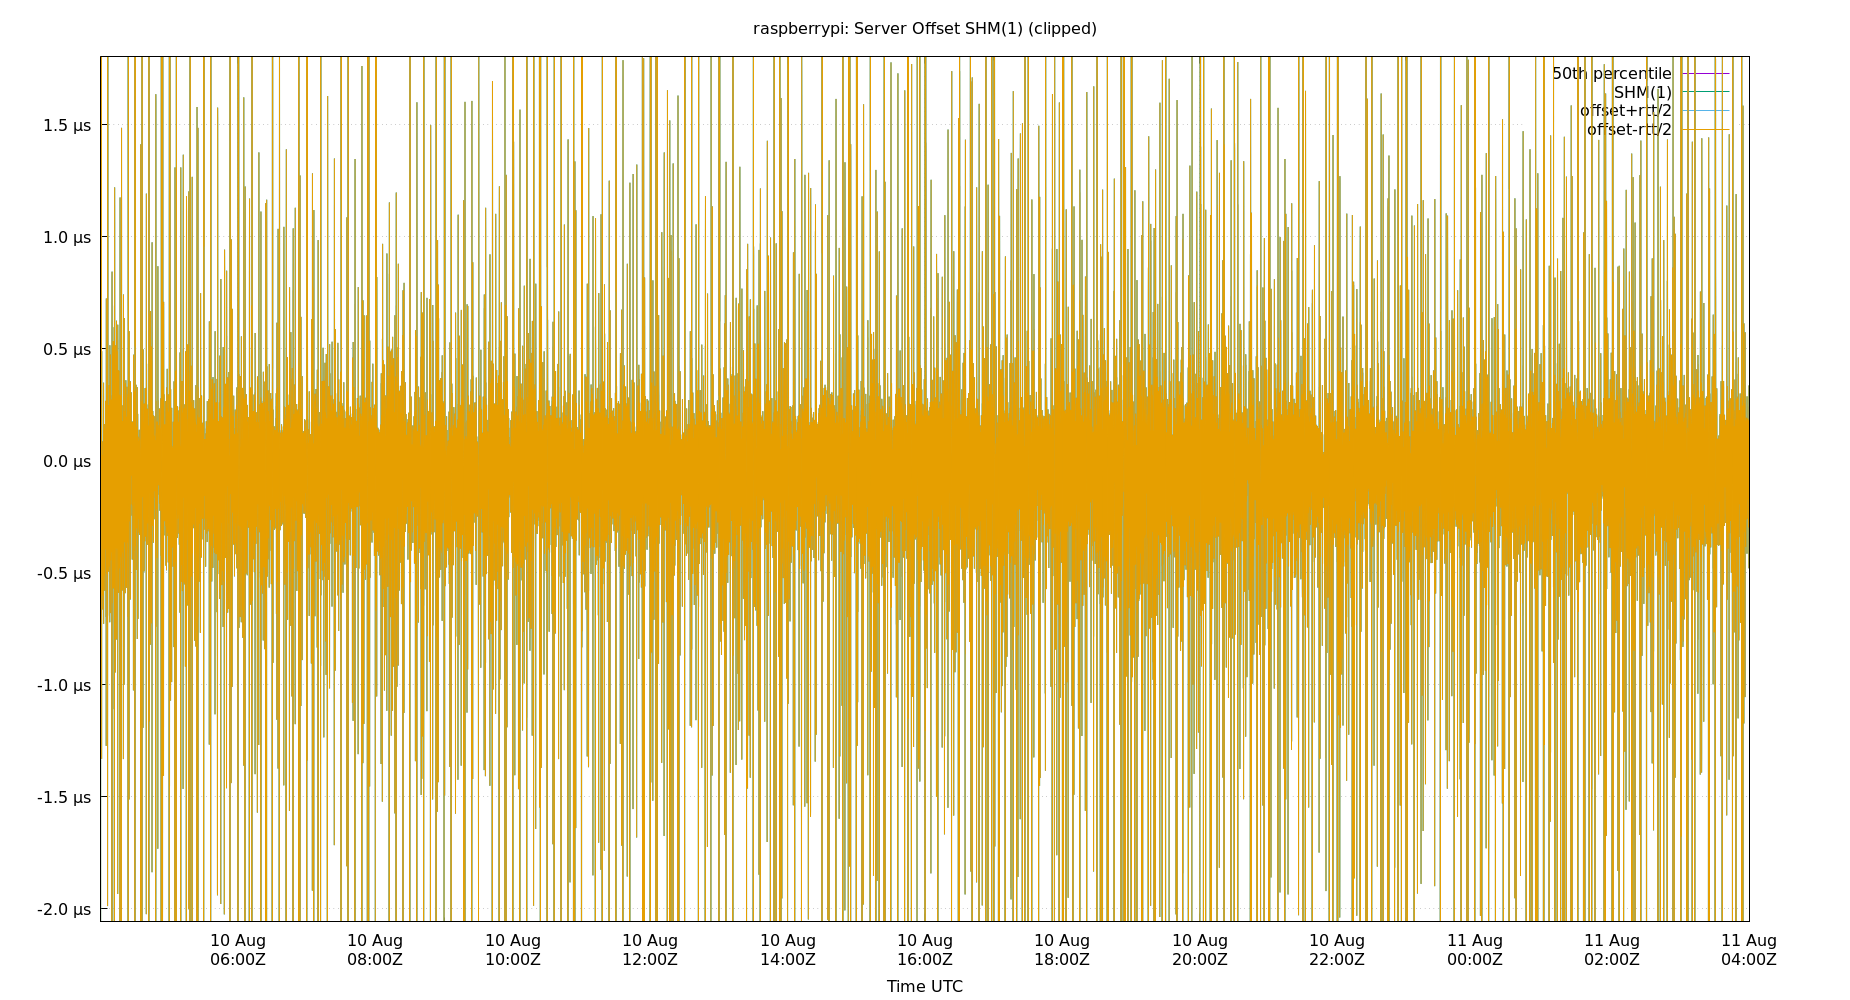 raspberrypi: Server Offset SHM(1) (clipped)
50th percentile
SHM(1)
offset+rtt/2
offset-rtt/2
1.5 µs
1.0 µs
0.5 µs
0.0 µs
-0.5 µs
-1.0 µs
-1.5 µs
-2.0 µs
10 Aug 10 Aug 10 Aug 10 Aug 10 Aug 10 Aug 10 Aug 10 Aug 10 Aug 11 Aug 11 Aug 11 Aug
06:00Z 08:00Z 10:00Z 12:00Z 14:00Z 16:00Z 18:00Z 20:00Z 22:00Z 00:00Z 02:00Z 04:00Z
Time UTC